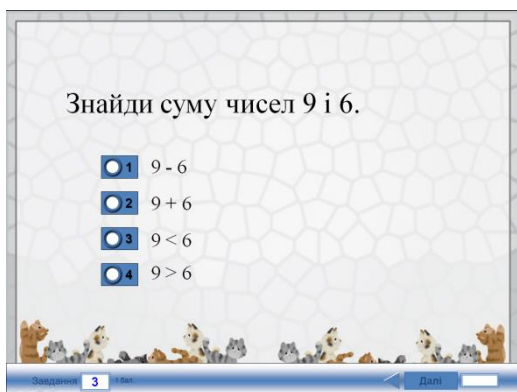 Знайди суму чисел 9 і 6.
1 9 - 6
2 9 + 6
3 9 < 6
4 9 > 6
Завдання 3 1 бал. Далі